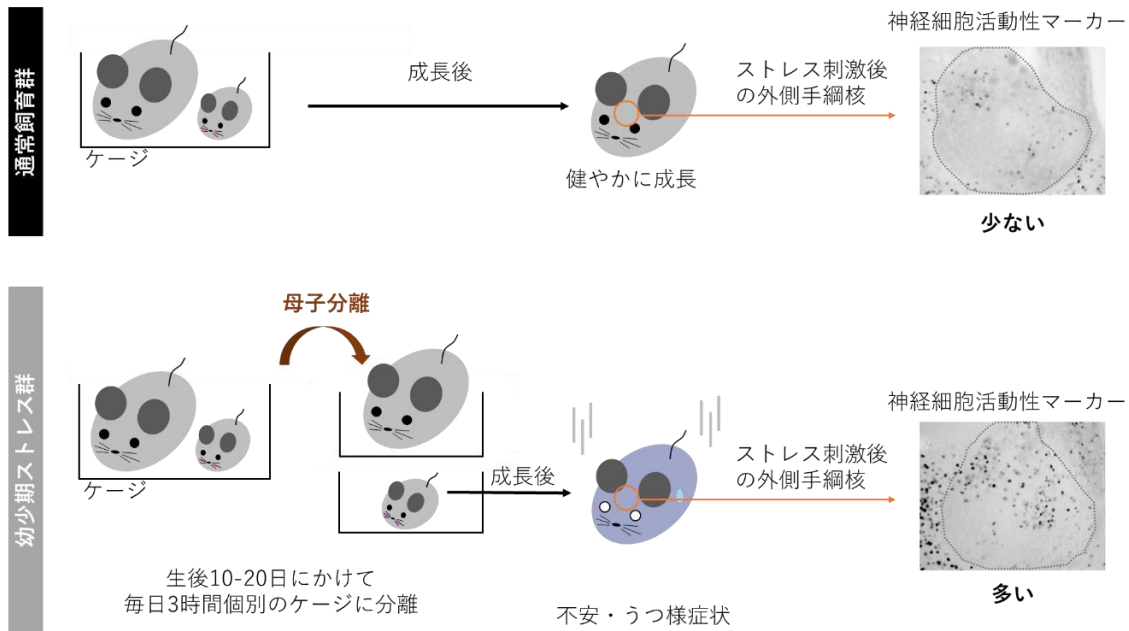 通常飼育群
ケージ
成長後
健やかに成長
ストレス刺激後
の外側手綱核
神経細胞活動性マーカー
少ない
幼少期ストレス群
母子分離
ケージ
生後10-20日にかけて
毎日3時間個別のケージに分離
成長後
不安・うつ様症状
ストレス刺激後
の外側手綱核
神経細胞活動性マーカー
多い